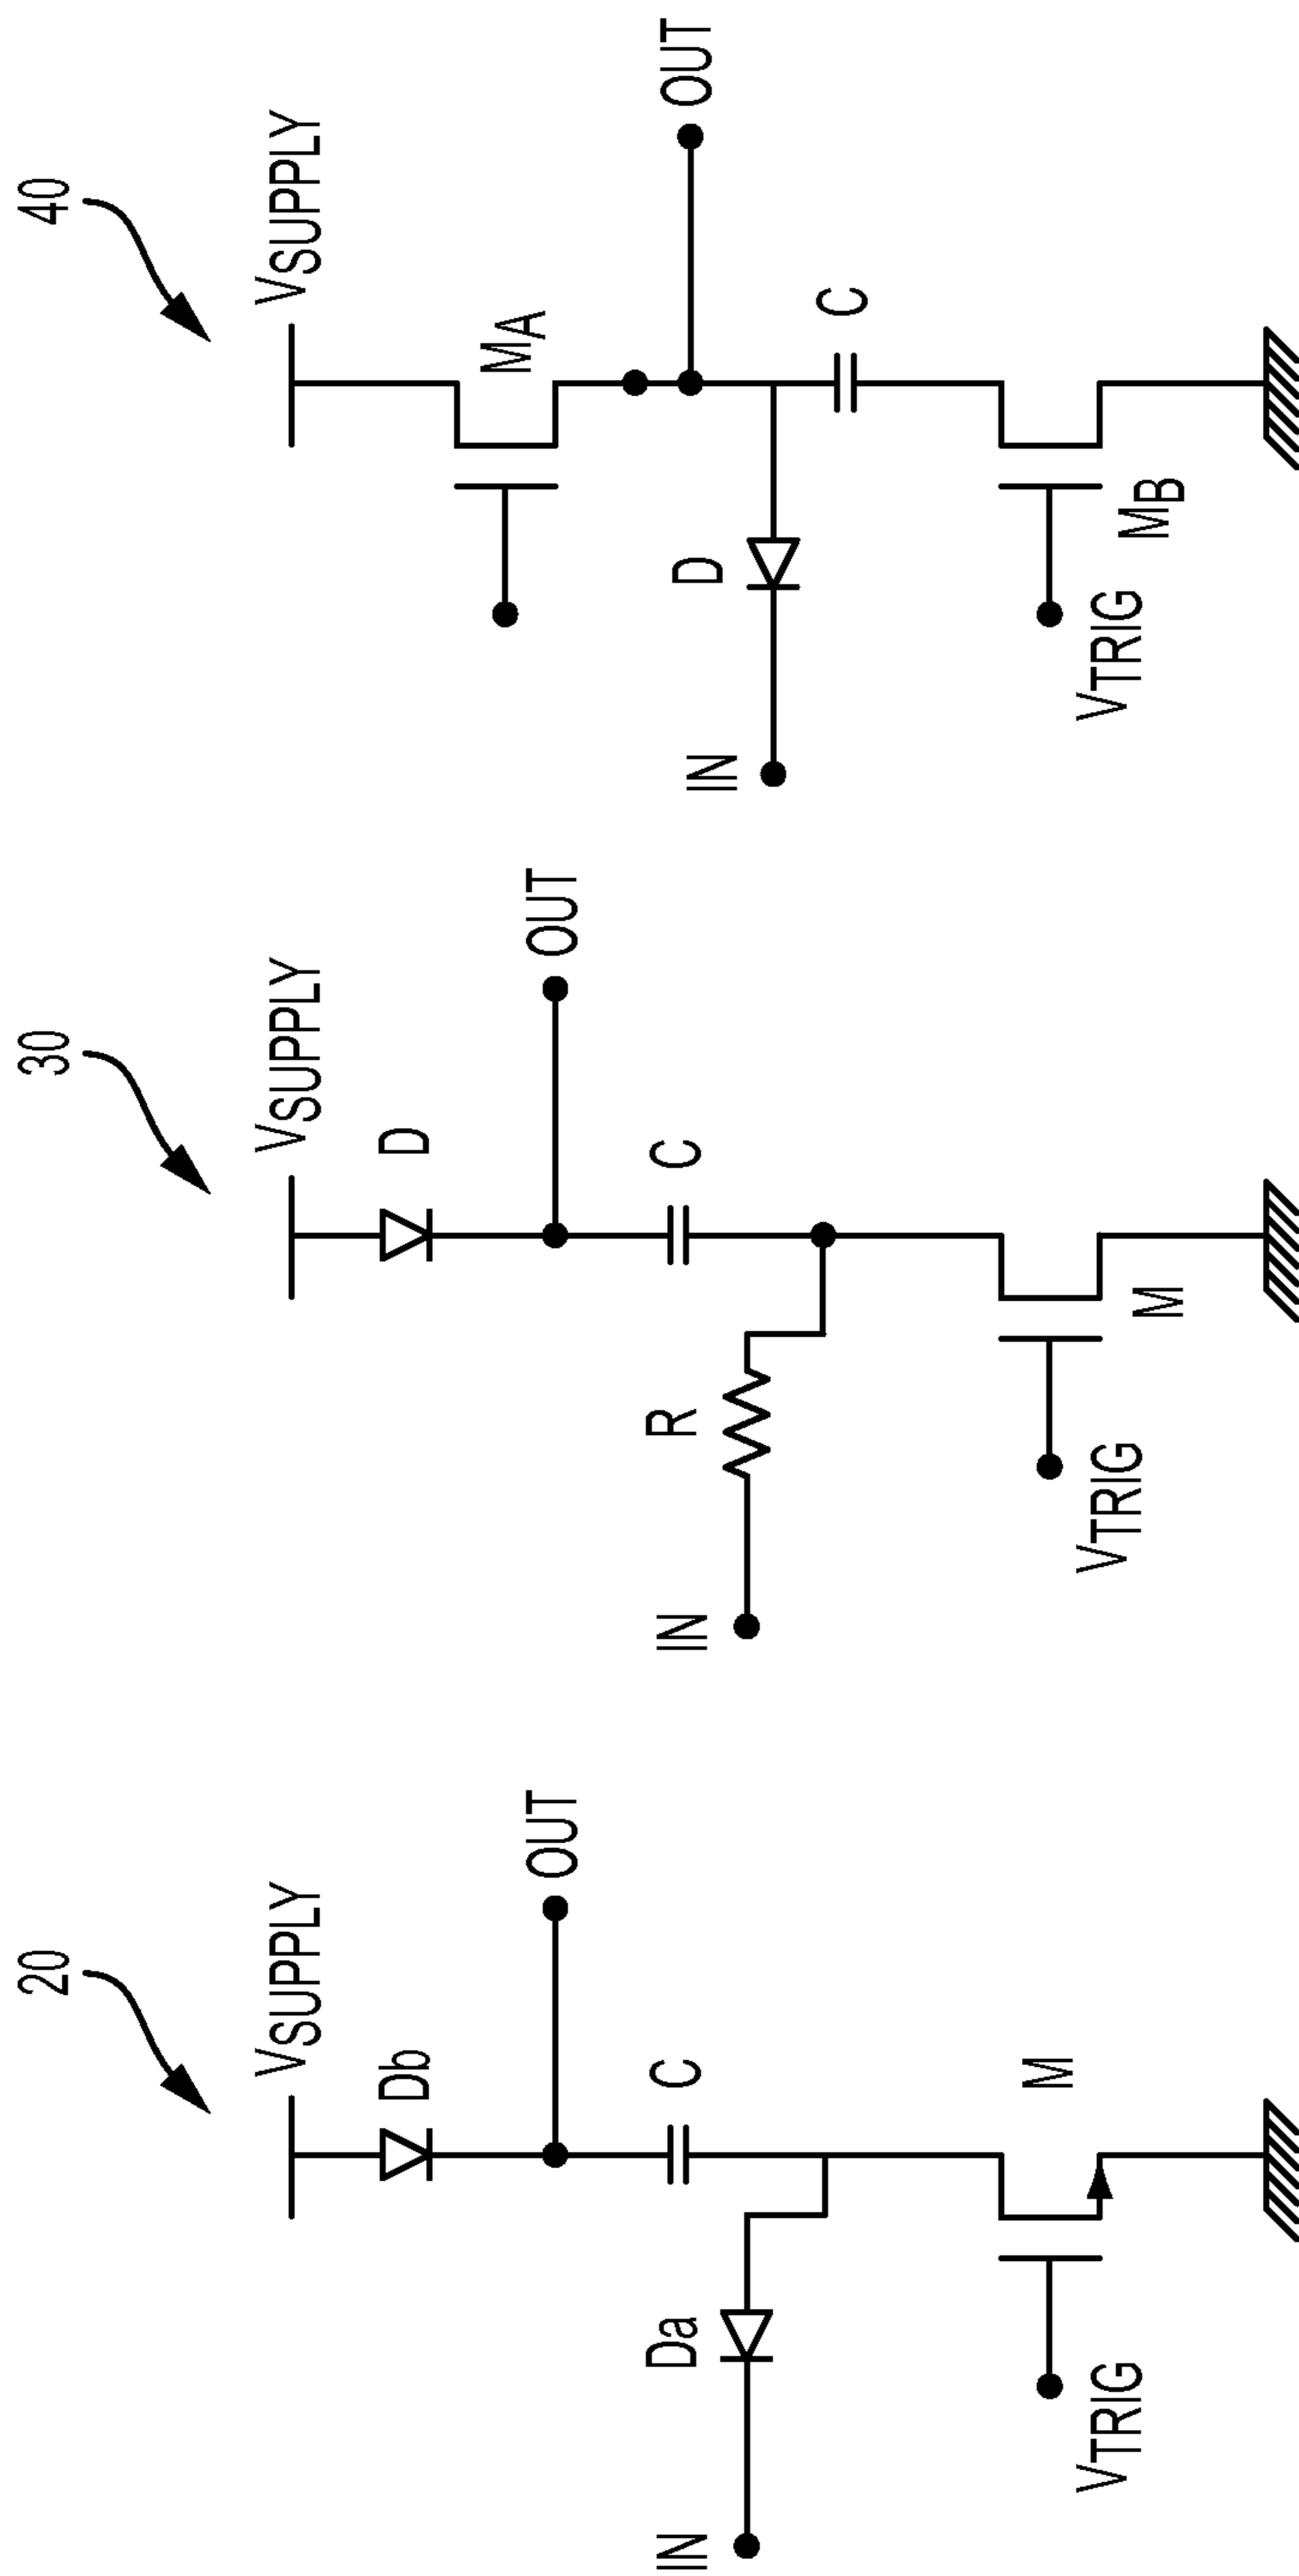 20
VSUPPLY
Db
OUT
C
Da
IN
M
VTRIG
30
VSUPPLY
D
OUT
C
R
IN
M
VTRIG
40
VSUPPLY
MA
OUT
C
D
IN
MB
VTRIG